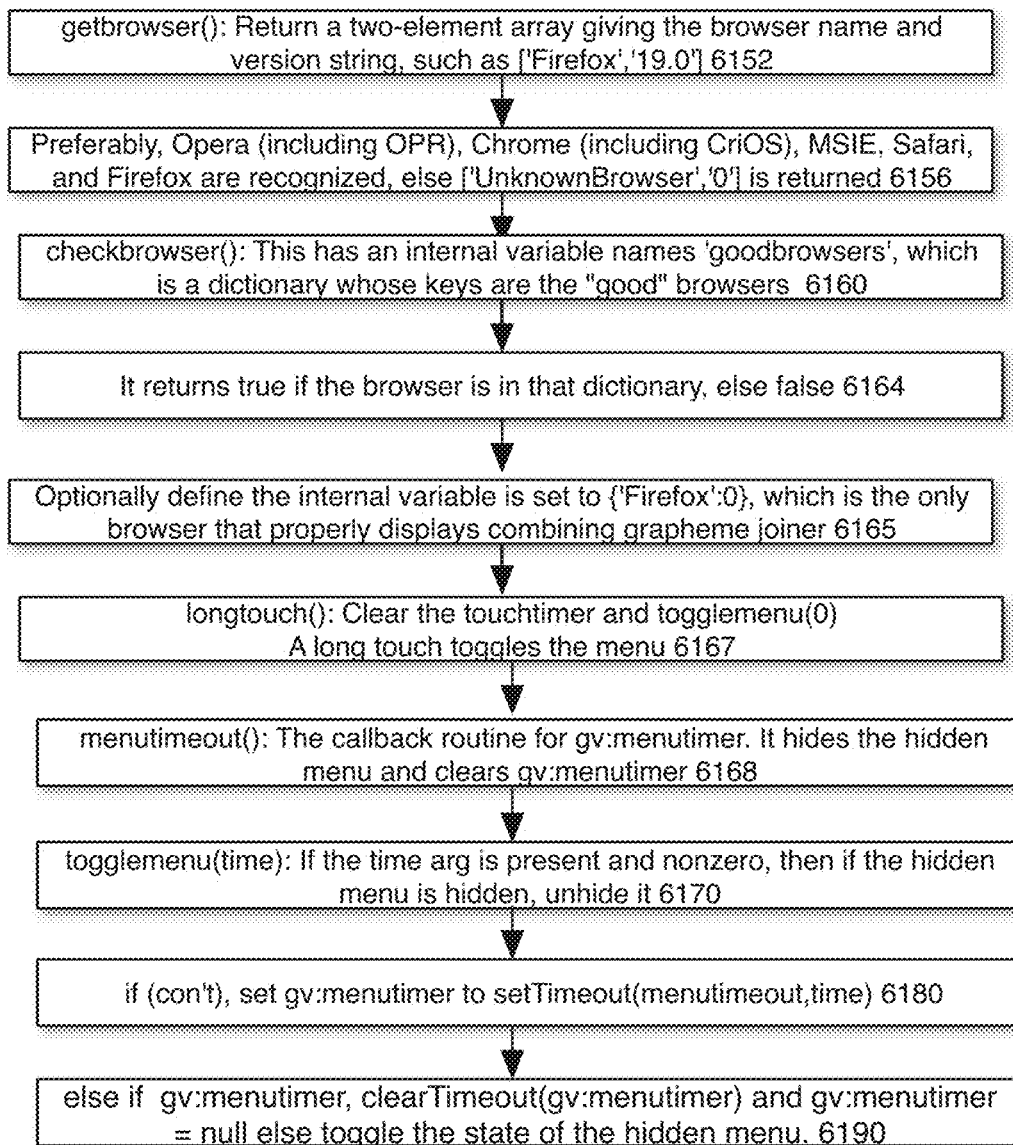 getbrowser(): Return a two-element array giving the browser name and
version string, such as ['Firefox','19.0'] 6152
Preferably, Opera (including OPR), Chrome (including CriOS), MSIE, Safari,
and Firefox are recognized, else ['UnknownBrowser','0'] is returned 6156
checkbrowser(): This has an internal variable names 'goodbrowsers', which
is a dictionary whose keys are the "good" browsers 6160
It returns true if the browser is in that dictionary, else false 6164
Optionally define the internal variable is set to {'Firefox':0}, which is the only
browser that properly displays combining grapheme joiner 6165
longtouch(): Clear the touchtimer and togglemenu(0)
A long touch toggles the menu 6167
menutimeout(): The callback routine for gv:menutimer. It hides the hidden
menu and clears gv:menutimer 6168
togglemenu(time): If the time arg is present and nonzero, then if the hidden
menu is hidden, unhide it 6170
if (con't), set gv:menutimer to setTimeout(menutimeout,time) 6180
else if gv:menutimer, clearTimeout(gv:menutimer) and gv:menutimer
= null else toggle the state of the hidden menu. 6190